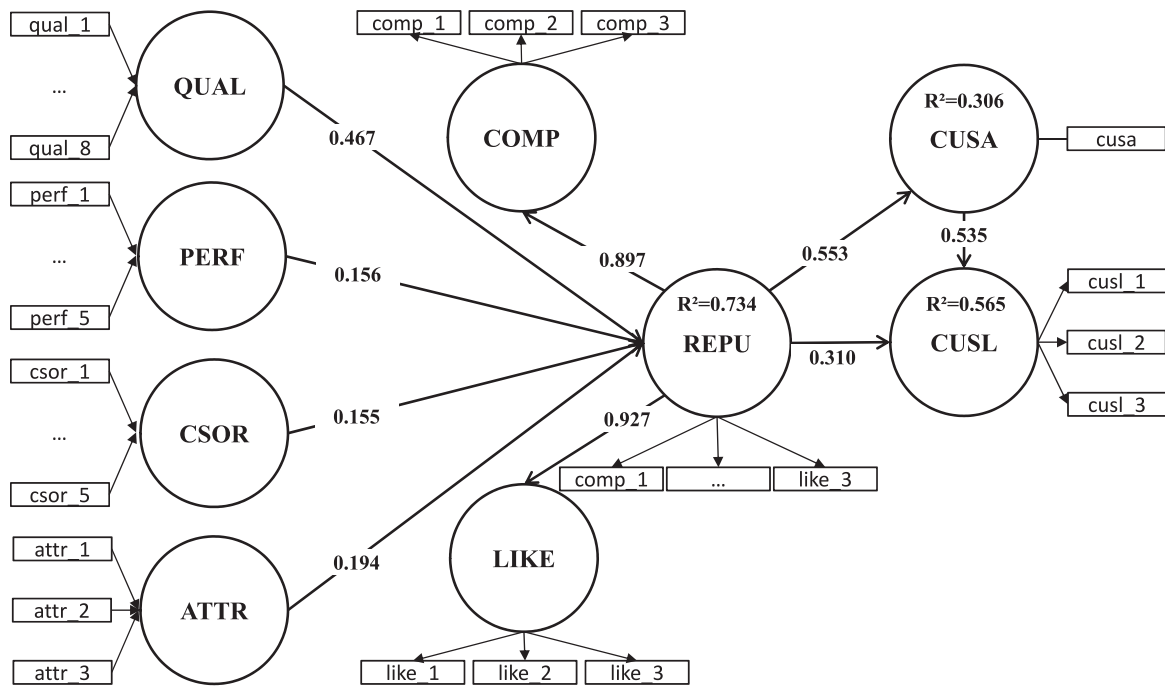 qual_1
...
qual_8
QUAL
perf_1
...
perf_5
PERF
csor_1
...
csor_5
CSOR
attr_1
attr_2
attr_3
ATTR
0.467
0.156
0.155
0.194
comp_1
comp_2
comp_3
COMP
0.897
R²=0.734
REPU
comp_1
...
like_3
0.927
LIKE
like_1
like_2
like_3
0.553
0.310
R²=0.306
CUSA
cusa
0.535
R²=0.565
CUSL
cusl_1
cusl_2
cusl_3